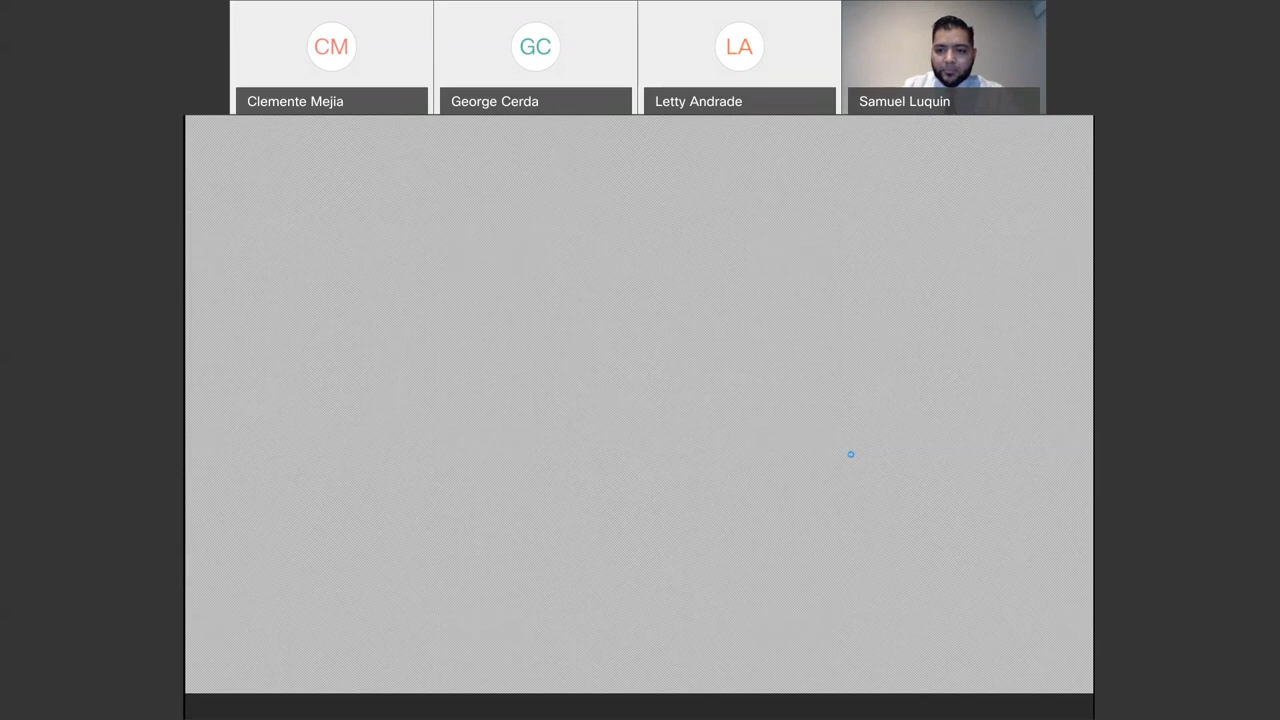 CM
GC
LA
Clemente Mejia
George Cerda
Letty Andrade
Samuel Luquin